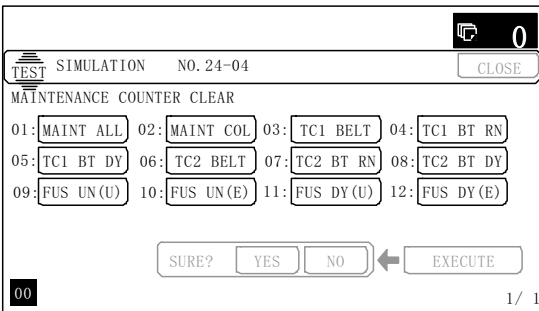 0
TEST SIMULATION NO.24-04 CLOSE
MAINTENANCE COUNTER CLEAR
01: MAINT ALL 02: MAINT COL 03: TC1 BELT 04: TC1 BT RN
05: TC1 BT DY 06: TC2 BELT 07: TC2 BT RN 08: TC2 BT DY
09: FUS UN(U) 10: FUS UN(E) 11: FUS DY(U) 12: FUS DY(E)
SURE? YES NO EXECUTE
00 1/ 1